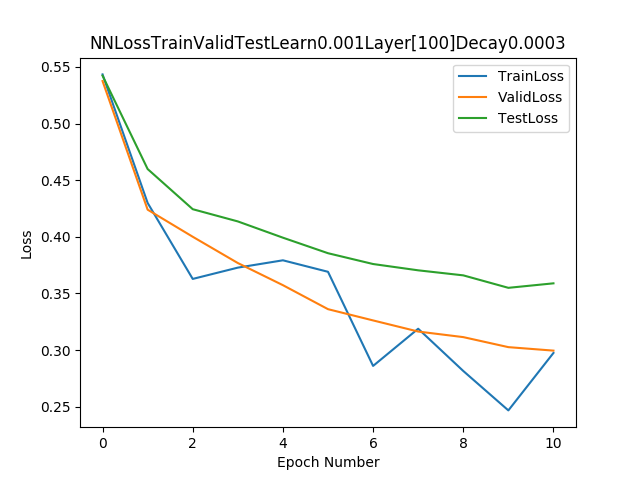 NNLossTrainValidTestLearn0.001Layer[100]Decay0.0003
TrainLoss
ValidLoss
TestLoss
0.55
0.50
0.45
0.40
0.35
0.30
0.25
Loss
0 2 4 6 8 10
Epoch Number